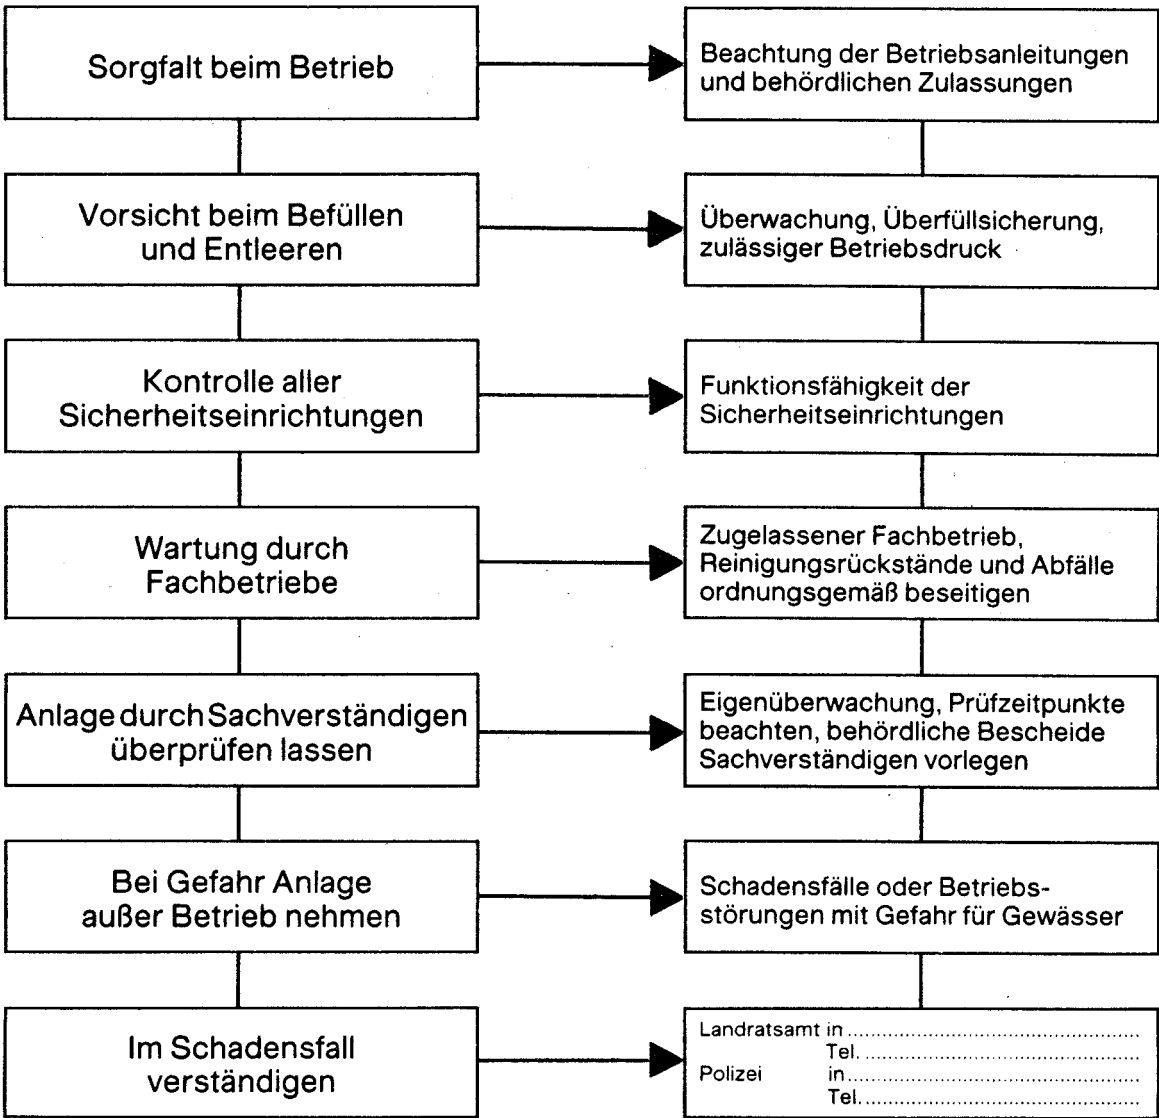 Sorgfalt beim Betrieb
Beachtung der Betriebsanleitungen
und behördlichen Zulassungen
Vorsicht beim Befüllen
und Entleeren
Überwachung, Überfüllsicherung,
zulässiger Betriebsdruck
Kontrolle aller
Sicherheitseinrichtungen
Funktionsfähigkeit der
Sicherheitseinrichtungen
Wartung durch
Fachbetriebe
Zugelassener Fachbetrieb,
Reinigungsrückstände und Abfälle
ordnungsgemäß beseitigen
Anlage durch Sachverständigen
überprüfen lassen
Eigenüberwachung, Prüfzeitpunkte
beachten, behördliche Bescheide
Sachverständigen vorlegen
Bei Gefahr Anlage
außer Betrieb nehmen
Schadensfälle oder Betriebs-
störungen mit Gefahr für Gewässer
Im Schadensfall
verständigen
Landratsamt in ........................................
Tel. ........................................
Polizei in ........................................
Tel. ........................................